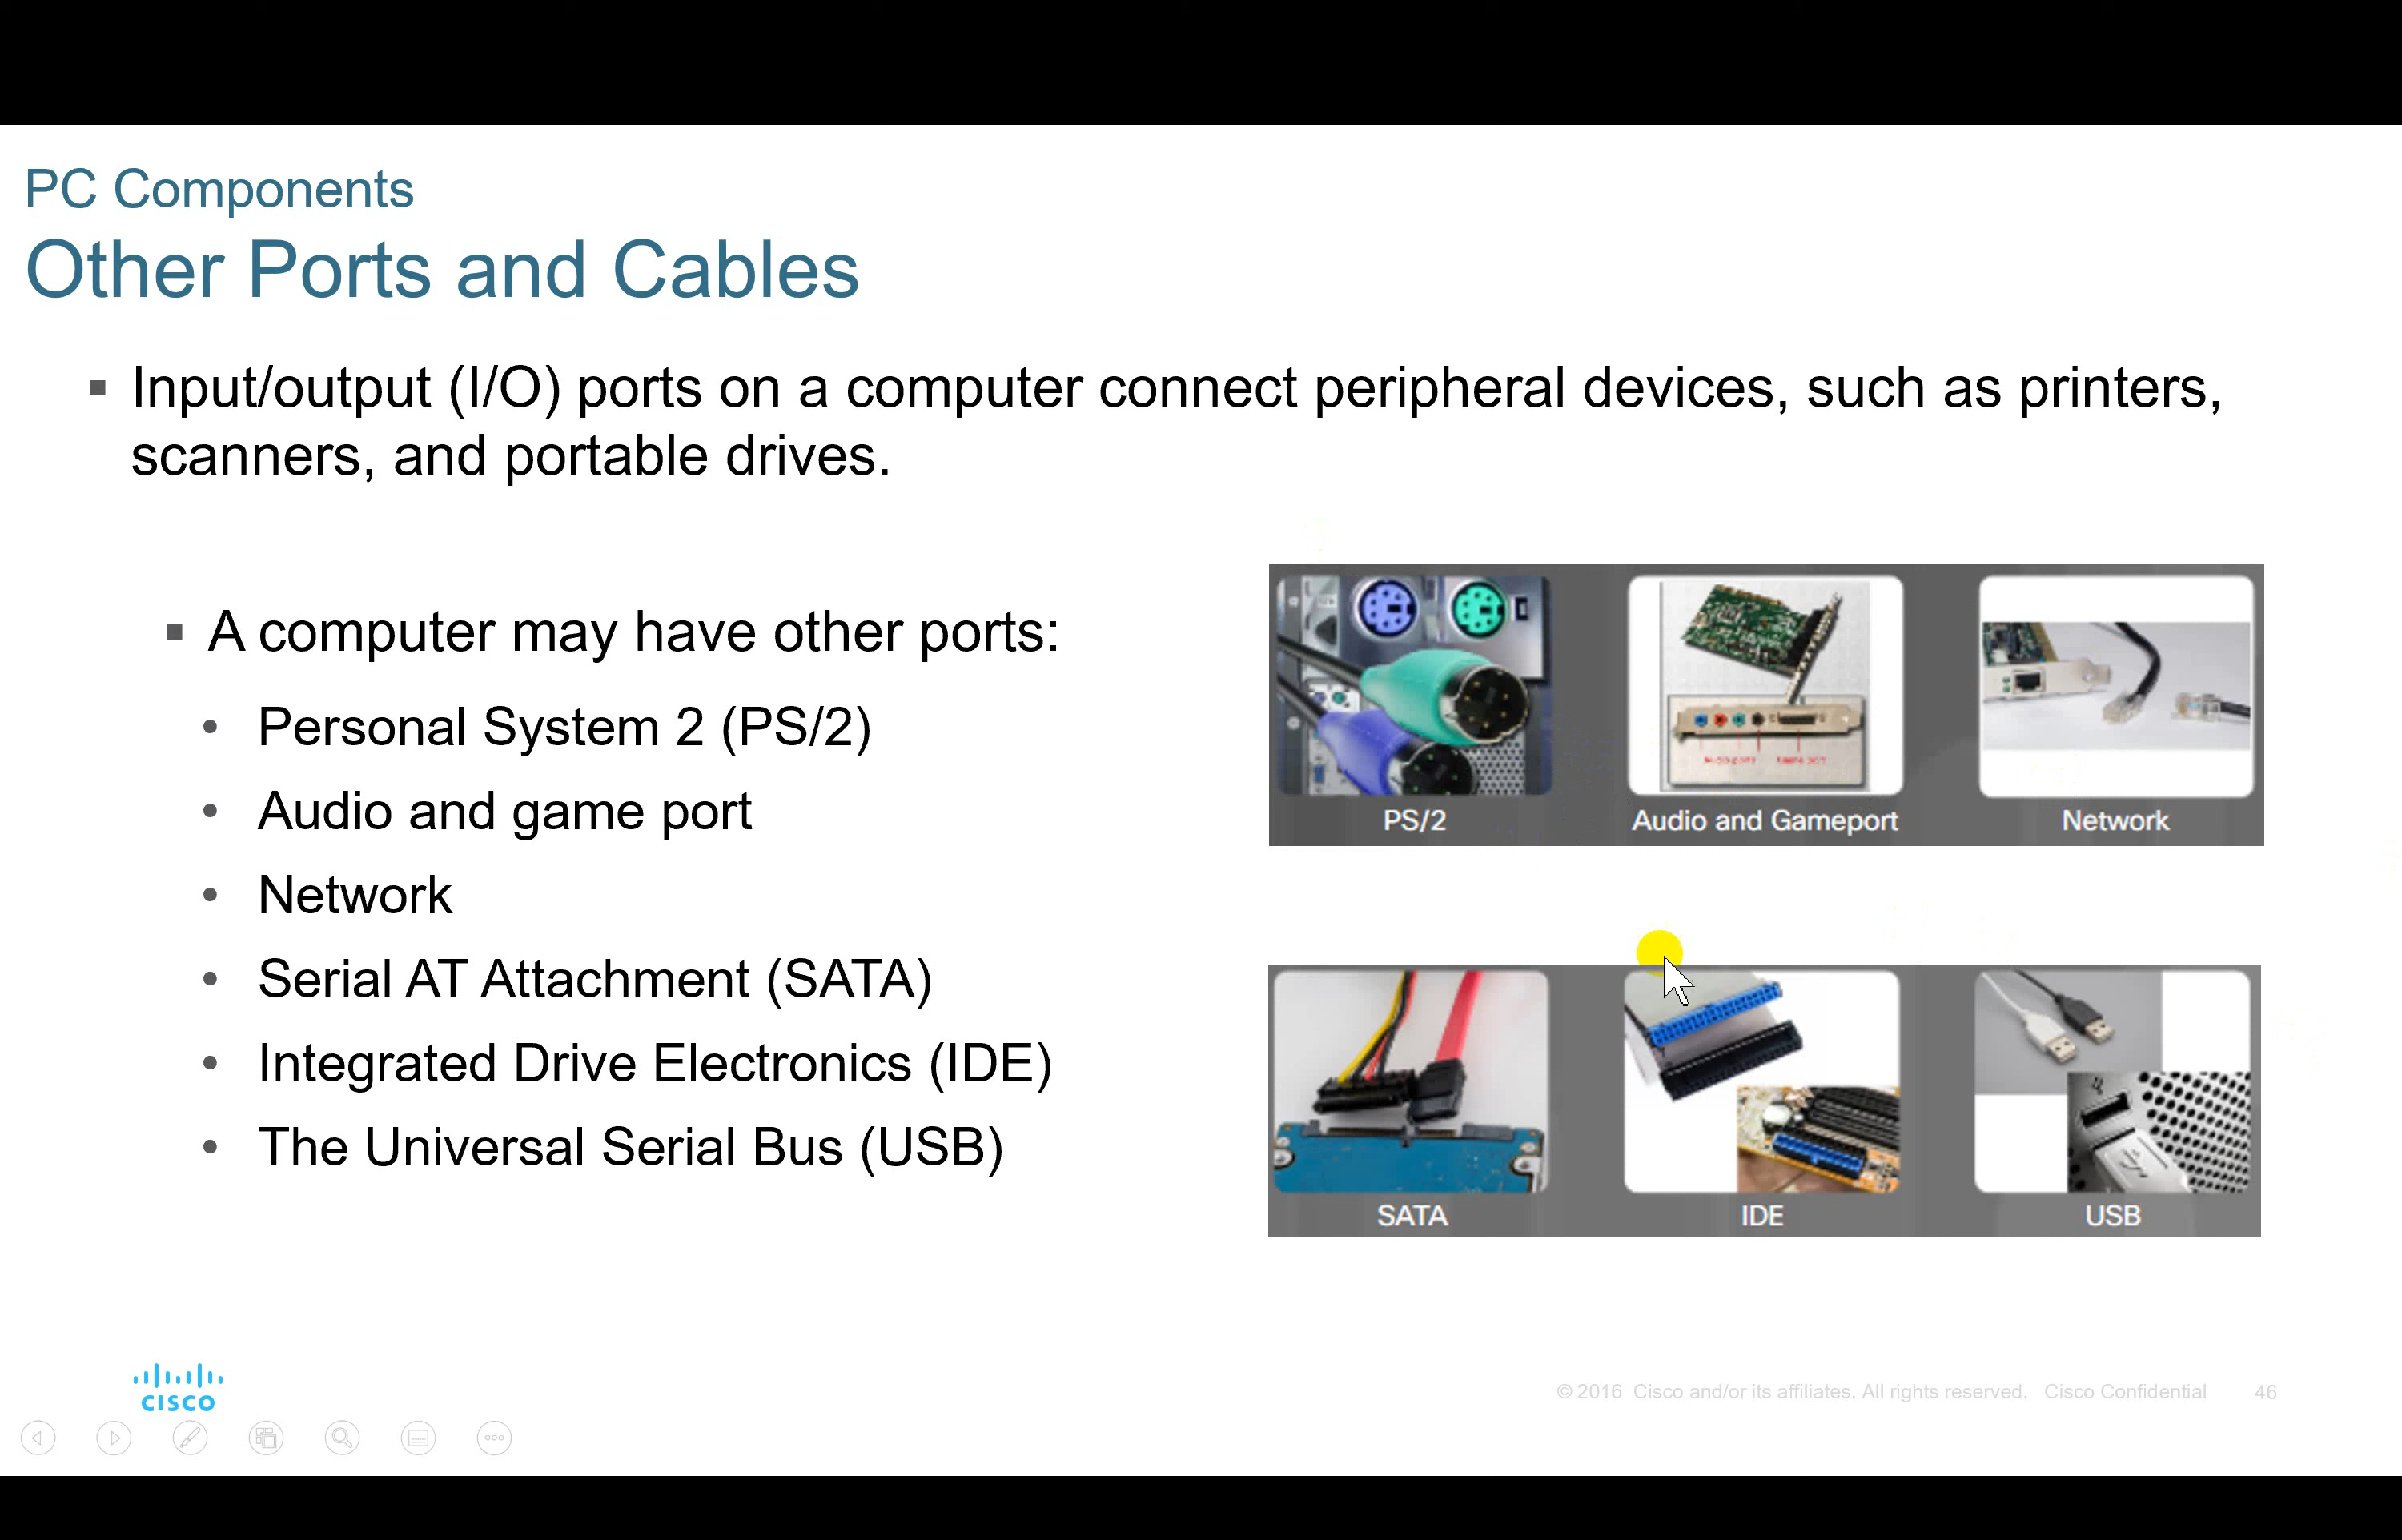 PC Components
Other Ports and Cables
Input/output (I/O) ports on a computer connect peripheral devices, such as printers,
scanners, and portable drives.
A computer may have other ports:
Personal System 2 (PS/2)
Audio and game port
Network
Serial AT Attachment (SATA)
Integrated Drive Electronics (IDE)
The Universal Serial Bus (USB)
PS/2
Audio and Gameport
Network
SATA
IDE
USB
CISCO
© 2016 Cisco and/or its affiliates. All rights reserved. Cisco Confidential 46